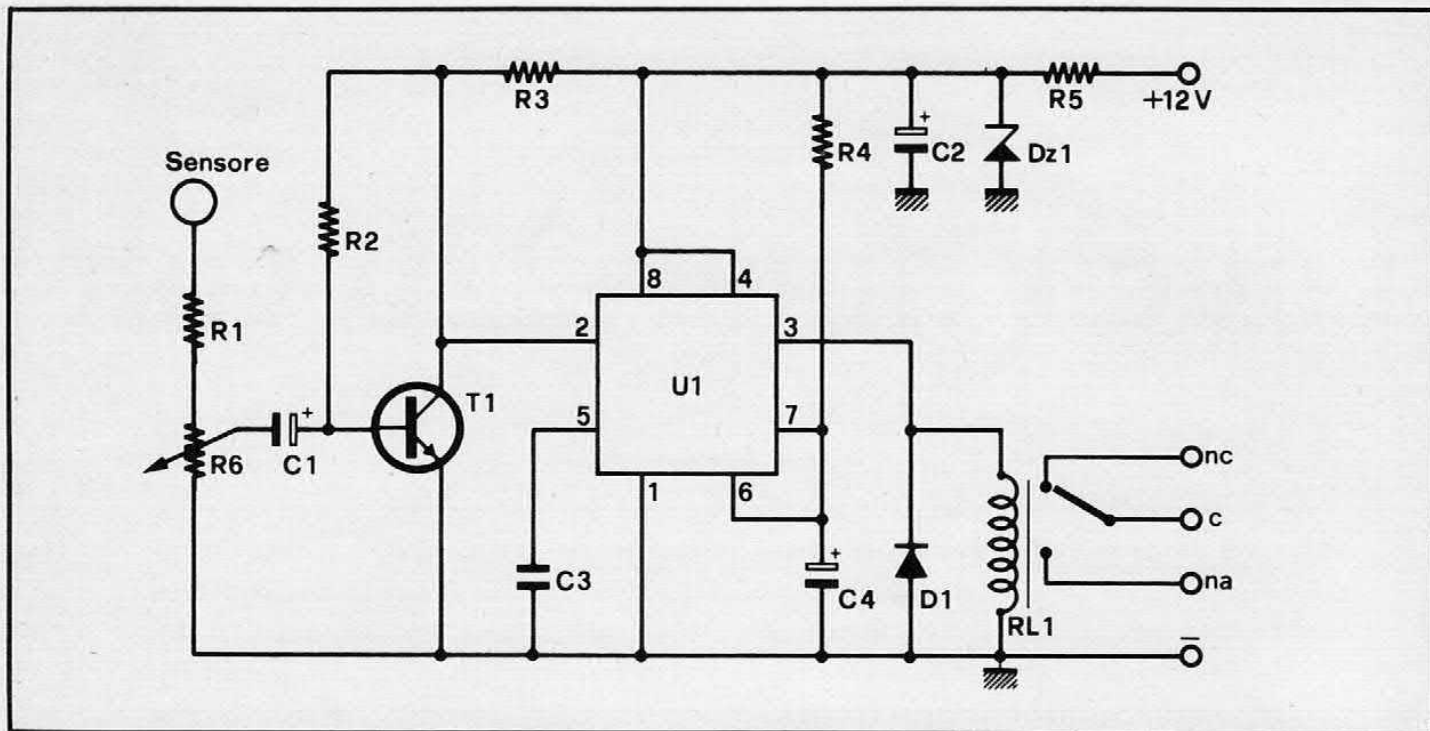 R3
R5
+12V
Sensore
R4
+
C2
Dz1
R2
8
4
R1
2
3
U1
T1
5
7
R6
+
C1
nc
1
6
c
+
C3
C4
D1
na
RL1
−